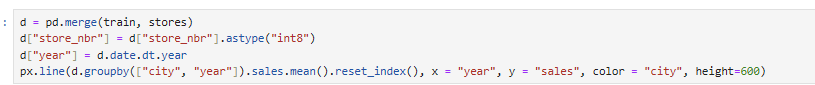 :
d = pd.merge(train, stores)
d["store_nbr"] = d["store_nbr"].astype("int8")
d["year"] = d.date.dt.year
px.line(d.groupby(["city", "year"]).sales.mean().reset_index(), x = "year", y = "sales", color = "city", height=600)